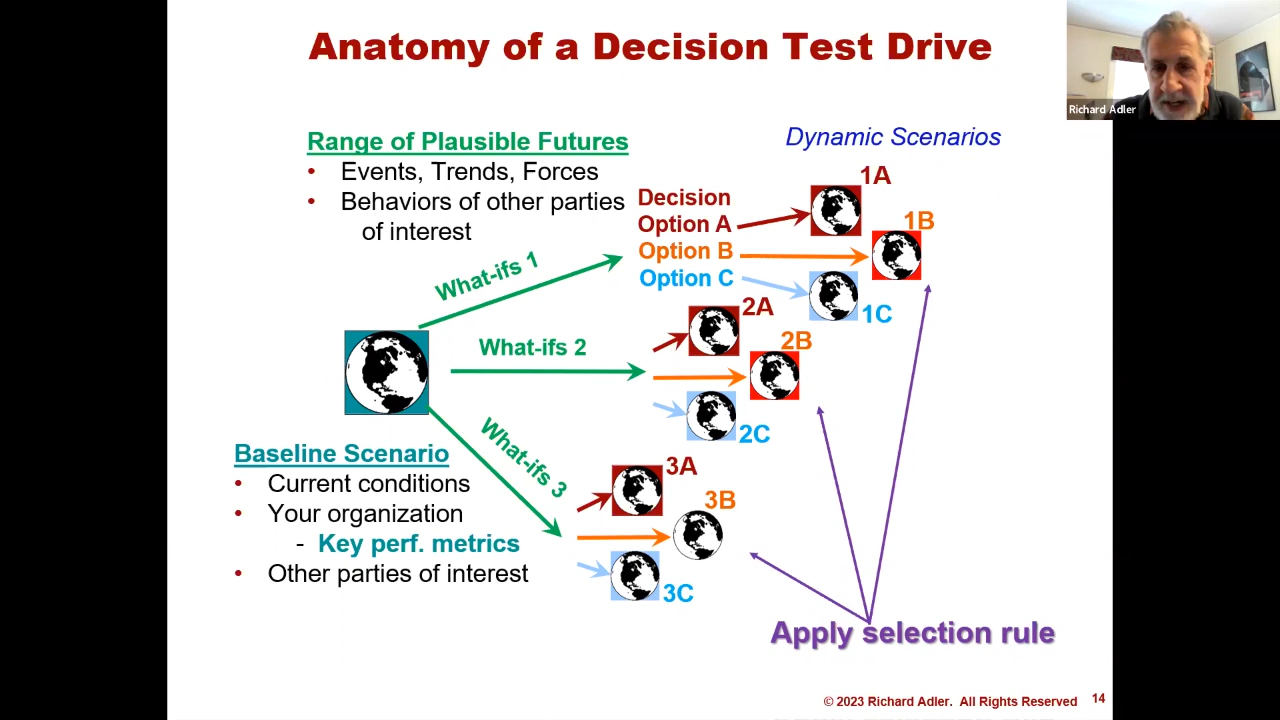 Anatomy of a Decision Test Drive
Richard Adler
Range of Plausible Futures
• Events, Trends, Forces
• Behaviors of other parties
of interest
Dynamic Scenarios
Decision
Option A
Option B
Option C
1A
1B
1C
What-ifs 1
What-ifs 2
What-ifs 3
2A
2B
2C
3A
3B
3C
Baseline Scenario
• Current conditions
• Your organization
- Key perf. metrics
• Other parties of interest
Apply selection rule
© 2023 Richard Adler. All Rights Reserved
14